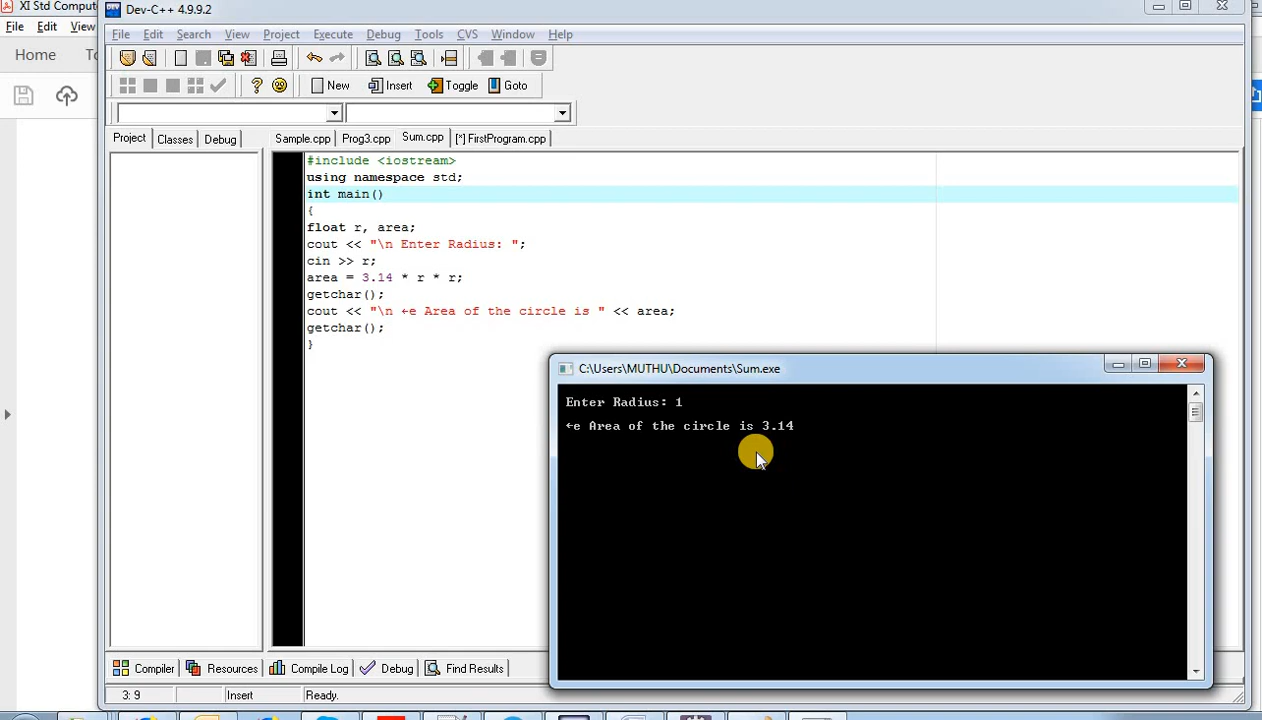 XI Std Comput
Dev-C++ 4.9.9.2
File Edit View
File Edit Search View Project Execute Debug Tools CVS Window Help
Home
New Insert Toggle Goto
Project Classes Debug
Sample.cpp Prog3.cpp Sum.cpp [*] FirstProgram.cpp
#include <iostream>
using namespace std;
int main()
{
float r, area;
cout << "\n Enter Radius: ";
cin >> r;
area = 3.14 * r * r;
getchar();
cout << "\n ←e Area of the circle is " << area;
getchar();
}
C:\Users\MUTHU\Documents\Sum.exe
Enter Radius: 1
←e Area of the circle is 3.14
Compiler Resources Compile Log Debug Find Results
3: 9 Insert Ready.